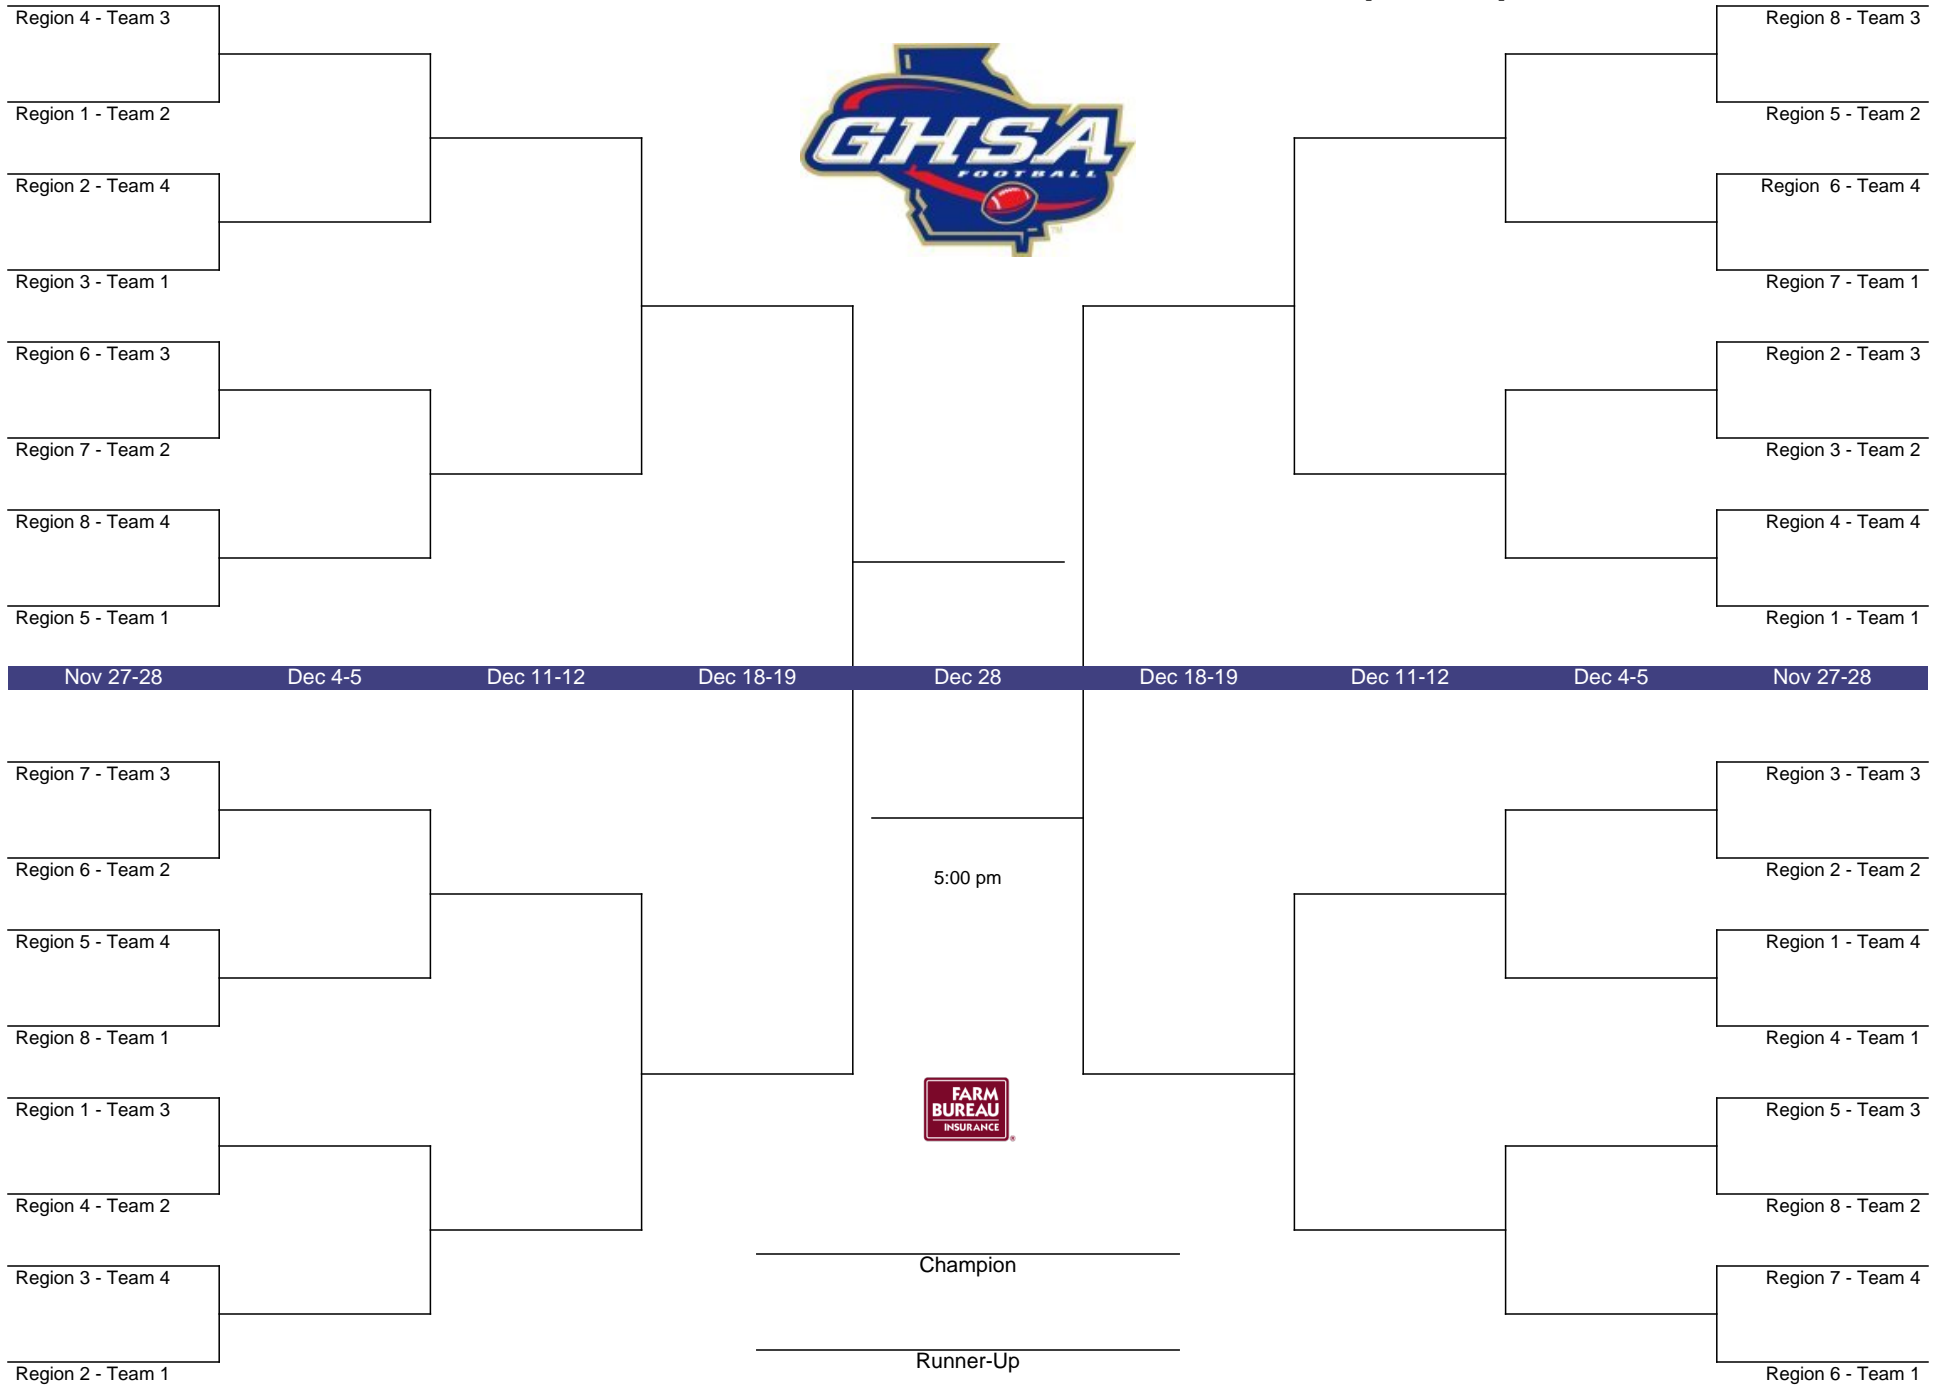 Region 4 - Team 3
Region 8 - Team 3
Region 1 - Team 2
Region 5 - Team 2
GHSA
FOOTBALL
TM
Region 2 - Team 4
Region  6 - Team 4
Region 3 - Team 1
Region 7 - Team 1
Region 6 - Team 3
Region 2 - Team 3
Region 7 - Team 2
Region 3 - Team 2
Region 8 - Team 4
Region 4 - Team 4
Region 5 - Team 1
Region 1 - Team 1
Nov 27-28 Dec 4-5 Dec 11-12 Dec 18-19 Dec 28 Dec 18-19 Dec 11-12 Dec 4-5 Nov 27-28
Region 7 - Team 3
Region 3 - Team 3
Region 6 - Team 2
Region 2 - Team 2
5:00 pm
Region 5 - Team 4
Region 1 - Team 4
Region 8 - Team 1
Region 4 - Team 1
FARM
BUREAU
INSURANCE
®
Region 1 - Team 3
Region 5 - Team 3
Region 4 - Team 2
Region 8 - Team 2
Champion
Region 3 - Team 4
Region 7 - Team 4
Runner-Up
Region 2 - Team 1
Region 6 - Team 1